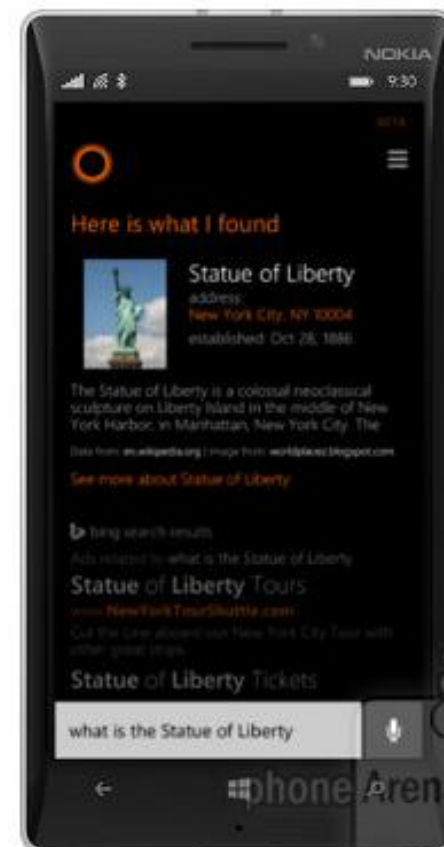 NOKIA
9:30
BETA
Here is what I found
Statue of Liberty
address:
New York City, NY 10004
established: Oct 28, 1886
The Statue of Liberty is a colossal neoclassical
sculpture on Liberty Island in the middle of New
York Harbor, in Manhattan, New York City. The
Data from: en.wikipedia.org | Image from: worldplacez.blogspot.com
See more about Statue of Liberty
b bing search results
Ads related to what is the Statue of Liberty
Statue of Liberty Tours
www.NewYorkTourShuttle.com
Cut the Line aboard our New York City Tour with
other great stops.
Statue of Liberty Tickets
what is the Statue of Liberty
phoneAren